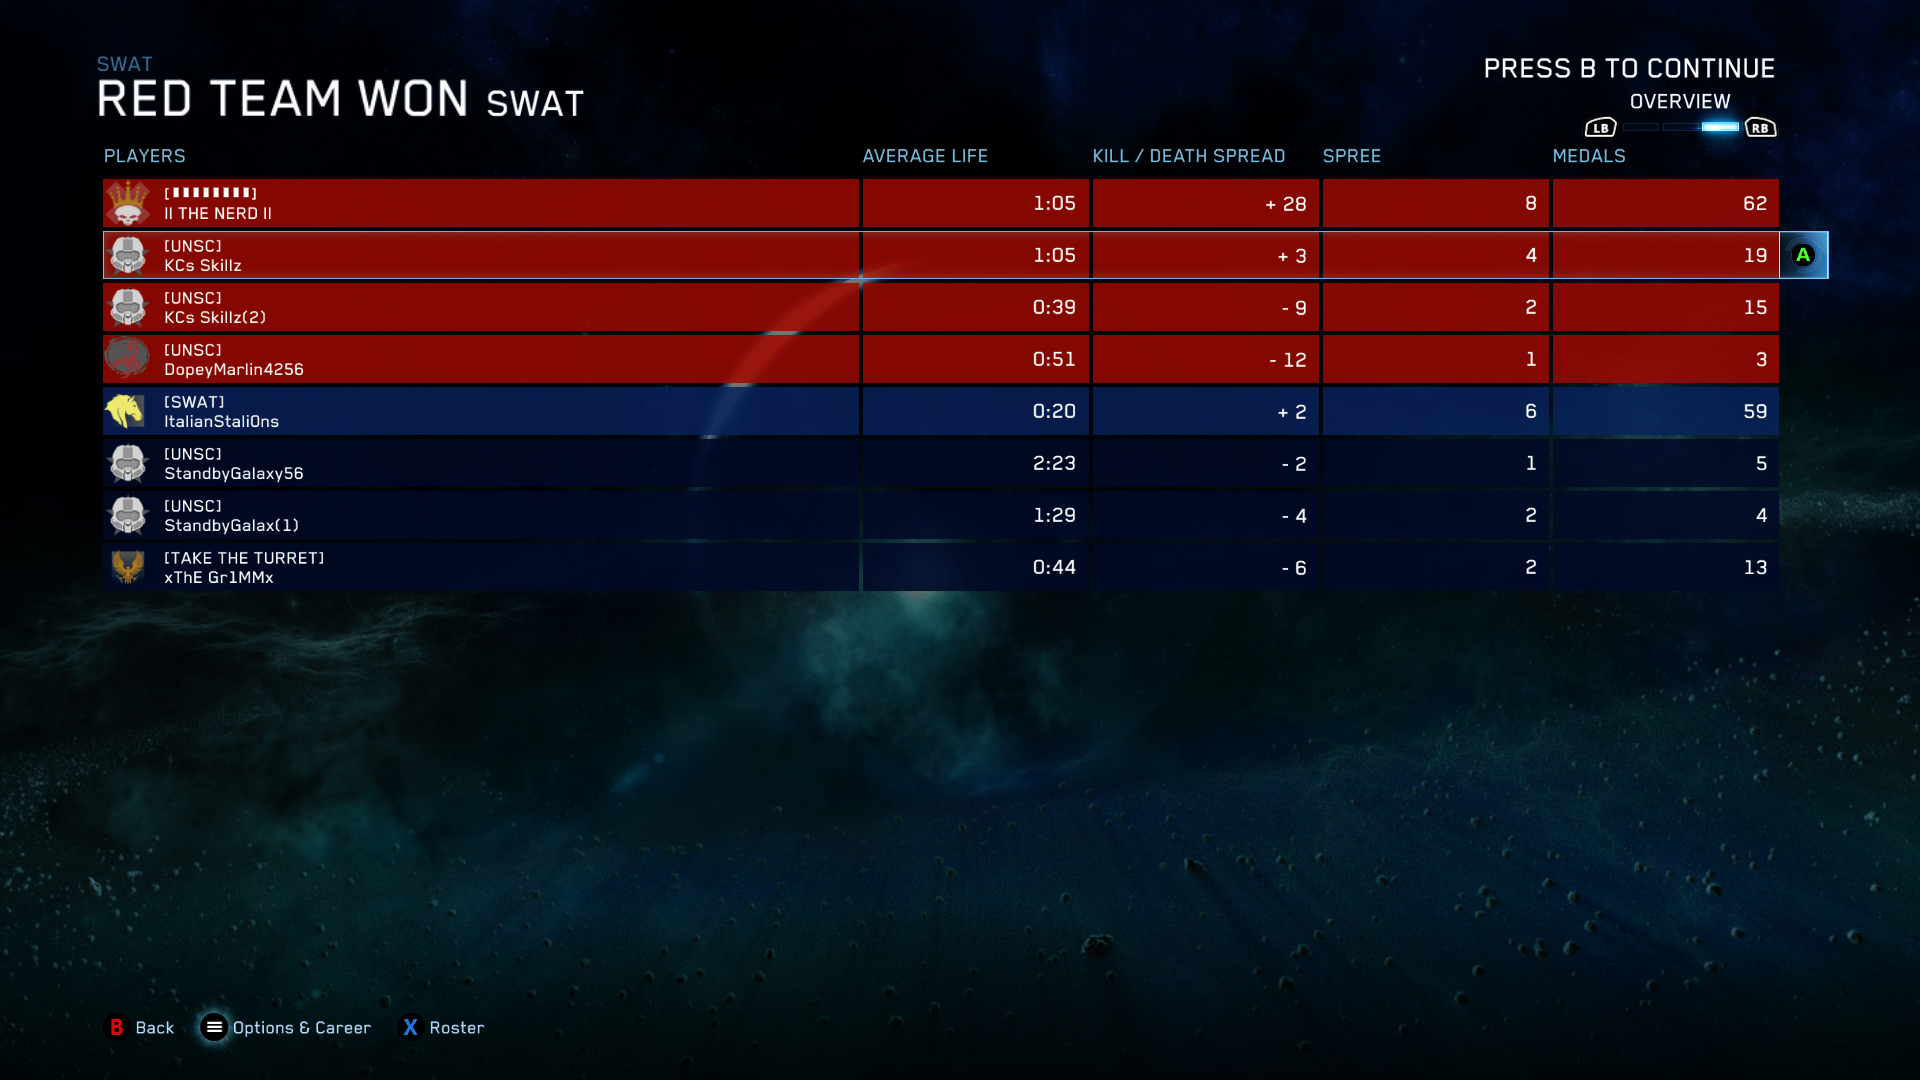 SWAT
RED TEAM WON SWAT
PRESS B TO CONTINUE
OVERVIEW
LB RB
PLAYERS AVERAGE LIFE KILL / DEATH SPREAD SPREE MEDALS
[▮▮▮▮▮▮▮▮]
II THE NERD II 1:05 + 28 8 62
[UNSC]
KCs Skillz 1:05 + 3 4 19 A
[UNSC]
KCs Skillz(2) 0:39 - 9 2 15
[UNSC]
DopeyMarlin4256 0:51 - 12 1 3
[SWAT]
ItalianStali0ns 0:20 + 2 6 59
[UNSC]
StandbyGalaxy56 2:23 - 2 1 5
[UNSC]
StandbyGalax(1) 1:29 - 4 2 4
[TAKE THE TURRET]
xThE Gr1MMx 0:44 - 6 2 13
B Back Options & Career X Roster